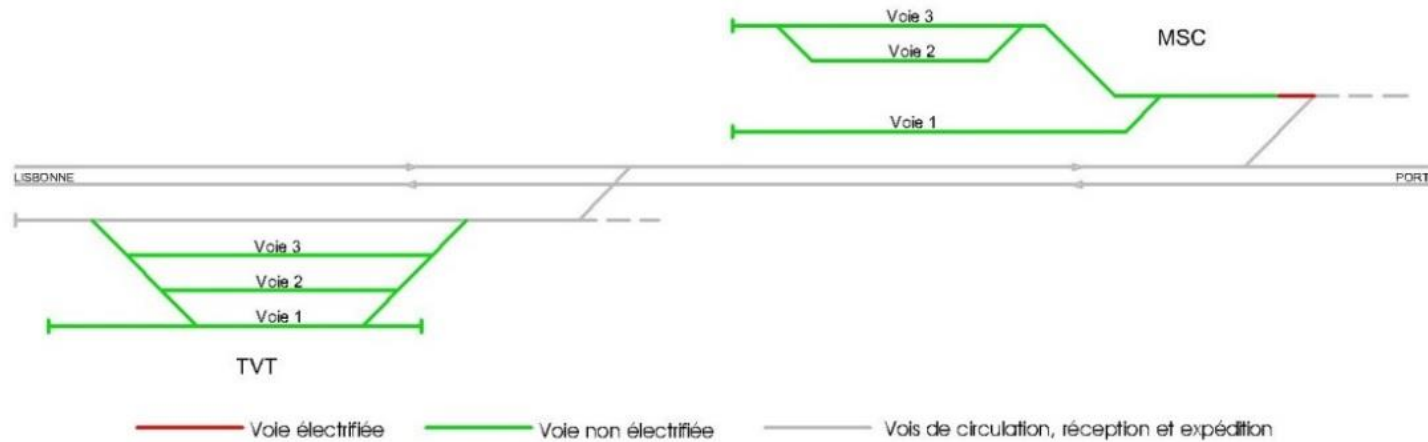 Voie 3
MSC
Voie 2
Voie 1
LISBONNE
PORT
Voie 3
Voie 2
Voie 1
TVT
Voie électrifiée
Voie non électrifiée
Vois de circulation, réception et expédition